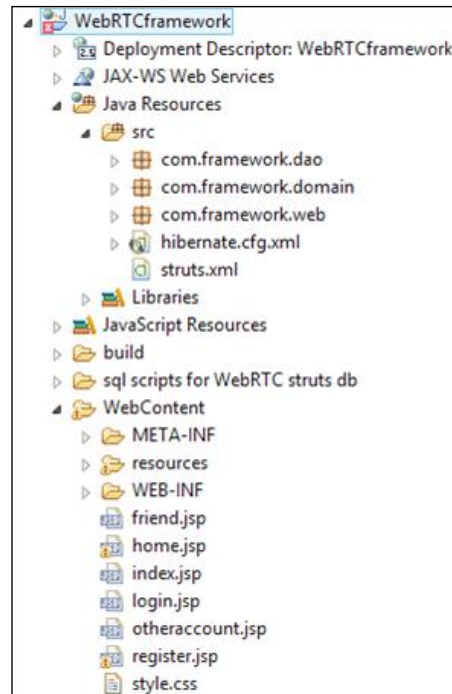 WebRTCframework
Deployment Descriptor: WebRTCframework
JAX-WS Web Services
Java Resources
src
com.framework.dao
com.framework.domain
com.framework.web
hibernate.cfg.xml
struts.xml
Libraries
JavaScript Resources
build
sql scripts for WebRTC struts db
WebContent
META-INF
resources
WEB-INF
friend.jsp
home.jsp
index.jsp
login.jsp
otheraccount.jsp
register.jsp
style.css